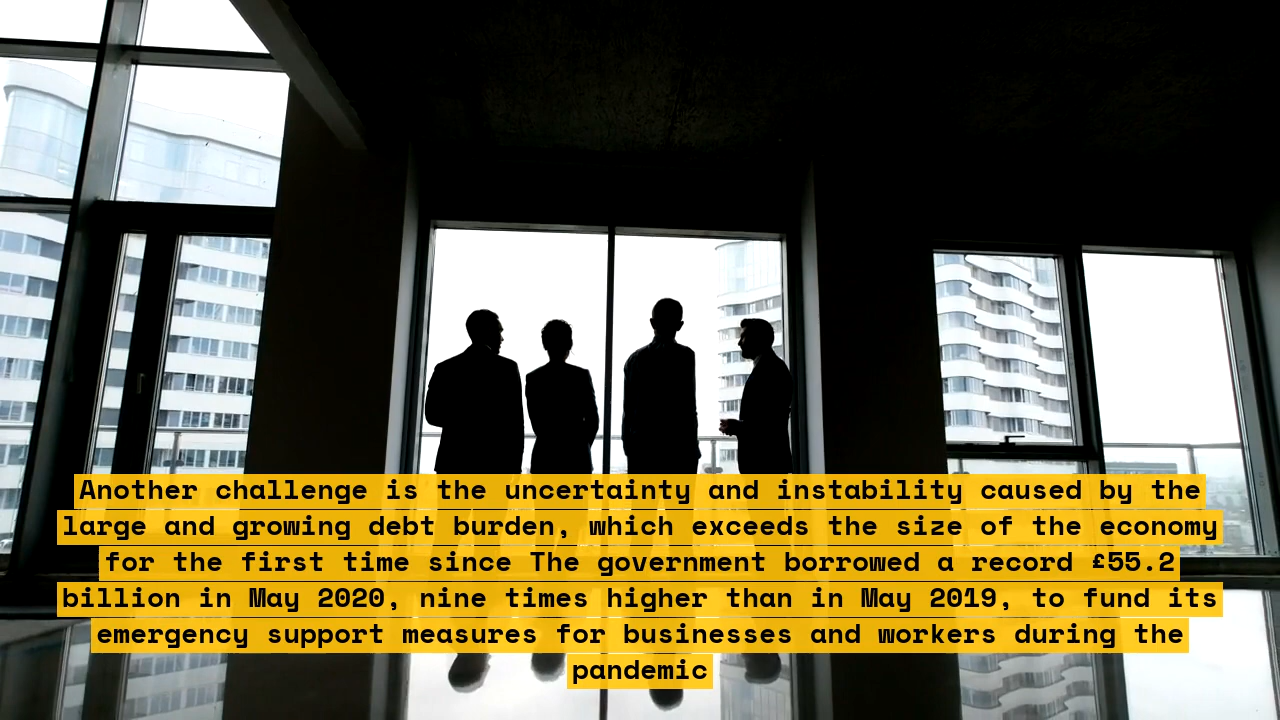 Another challenge is the uncertainty and instability caused by the
large and growing debt burden, which exceeds the size of the economy
for the first time since The government borrowed a record £55.2
billion in May 2020, nine times higher than in May 2019, to fund its
emergency support measures for businesses and workers during the
pandemic